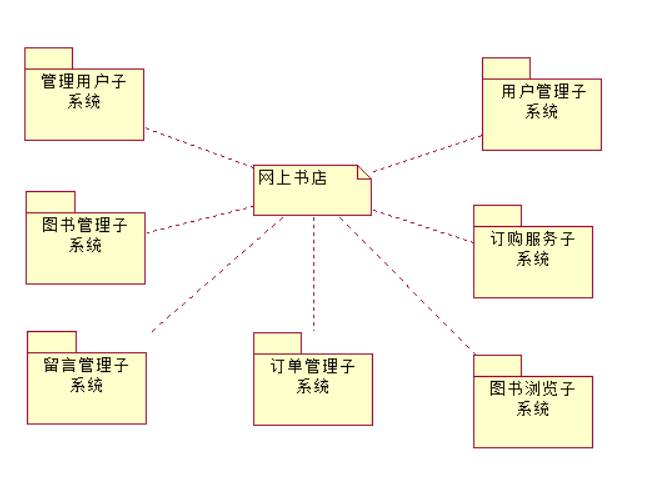 管理用户子
系统
用户管理子
系统
网上书店
图书管理子
系统
订购服务子
系统
留言管理子
系统
订单管理子
系统
图书浏览子
系统